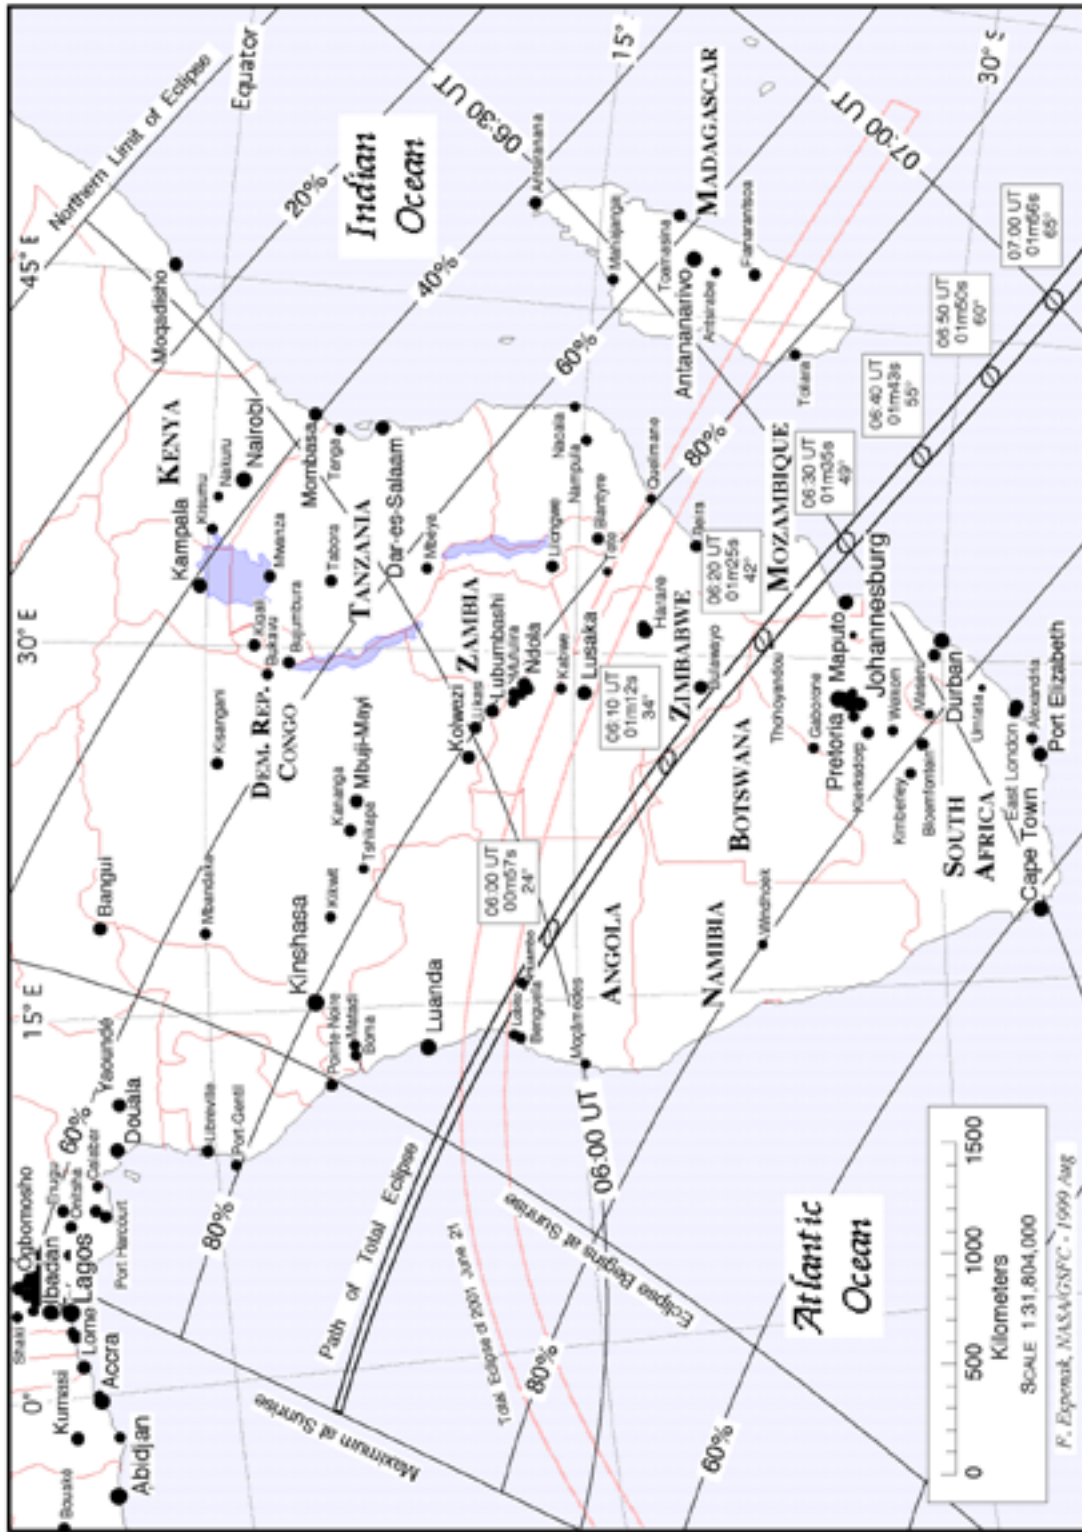 Northern Limit of Eclipse
Equator
45° E
30° E
15° E
0°
15°
30° S
20%
40%
60%
80%
06:30 UT
07:00 UT
Indian
Ocean
MADAGASCAR
Antsiranana
Mahajanga
Toamasina
Antananarivo
Antsirabe
Fianarantsoa
Toliara
Moqadisho
KENYA
Kampala
Kisumu
Nakuru
Nairobi
Mombasa
Tanga
Mwanza
Tabora
TANZANIA
Dar-es-Salaam
Mbeya
Kigali
Bukavu
Bujumbura
Kisangani
DEM. REP.
CONGO
Kananga
Mbuji-Mayi
Tshikapa
Kikwit
Kinshasa
Mbandaka
Bangui
Kolwezi
Likasi
Lubumbashi
ZAMBIA
Mufulira
Ndola
Kabwe
Lusaka
Lilongwe
Nacala
Nampula
Blantyre
Tete
Quelimane
Beira
Harare
ZIMBABWE
Bulawayo
MOZAMBIQUE
60%
80%
07:00 UT
01m56s
65°
06:50 UT
01m50s
60°
06:40 UT
01m43s
55°
06:30 UT
01m35s
49°
06:20 UT
01m25s
42°
06:10 UT
01m12s
34°
06:00 UT
00m57s
24°
BOTSWANA
Thohoyandou
Gaborone
Pretoria
Maputo
Johannesburg
Klerksdorp
Welkom
Maseru
Kimberley
Bloemfontein
Durban
Umtata
SOUTH
AFRICA
East London
Alexandria
Port Elizabeth
Cape Town
NAMIBIA
Windhoek
ANGOLA
Huambo
Lobito
Benguela
Moçâmedes
Luanda
Pointe-Noire
Matadi
Boma
Libreville
Port-Gentil
Yaoundé
Douala
60%
Calabar
Enugu
Onitsha
Port Harcourt
Ogbomosho
Ibadan
Lagos
Shaki
Lome
Accra
Kumasi
Abidjan
Bouaké
80%
Path of Total Eclipse
Maximum at Sunrise
Total Eclipse of 2001 June 21
Eclipse Begins at Sunrise
06:00 UT
80%
60%
Atlantic
Ocean
0 500 1000 1500
Kilometers
SCALE 1:31,804,000
F. Espenak, NASA/GSFC - 1999 Aug